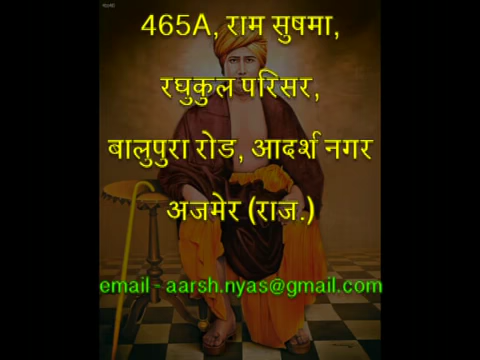 465A, राम सुषमा,
रघुकुल परिसर,
बालुपुरा रोड, आदर्श नगर
अजमेर (राज.)
email - aarsh.nyas@gmail.com